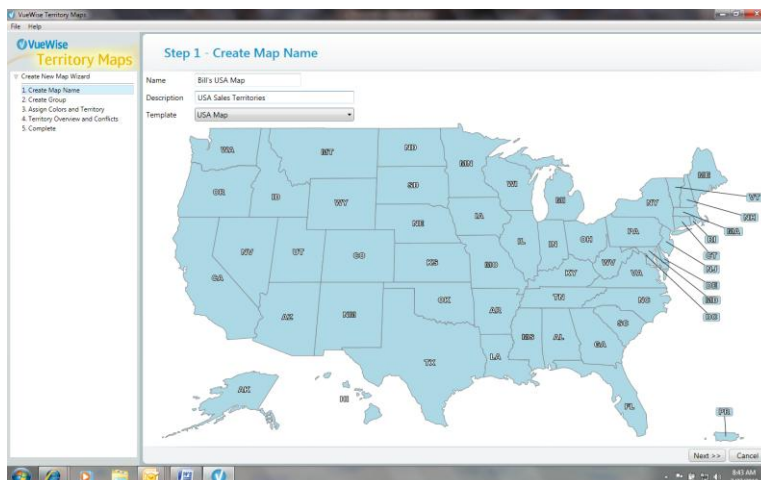 VueWise Territory Maps
File Help
VueWise
Territory Maps
Create New Map Wizard
1. Create Map Name
2. Create Group
3. Assign Colors and Territory
4. Territory Overview and Conflicts
5. Complete
Step 1 - Create Map Name
Name Bill's USA Map
Description USA Sales Territories
Template USA Map
WA
MT
ND
MN
ME
OR
ID
WY
SD
WI
MI
NY
VT
NH
MA
NE
IA
PA
RI
NV
UT
CO
IL
IN
OH
CT
CA
KS
MO
WV
VA
NJ
KY
DE
AZ
NM
OK
AR
TN
NC
MD
DC
SC
MS
AL
GA
TX
LA
AK
HI
FL
PR
Next >> Cancel
8:43 AM